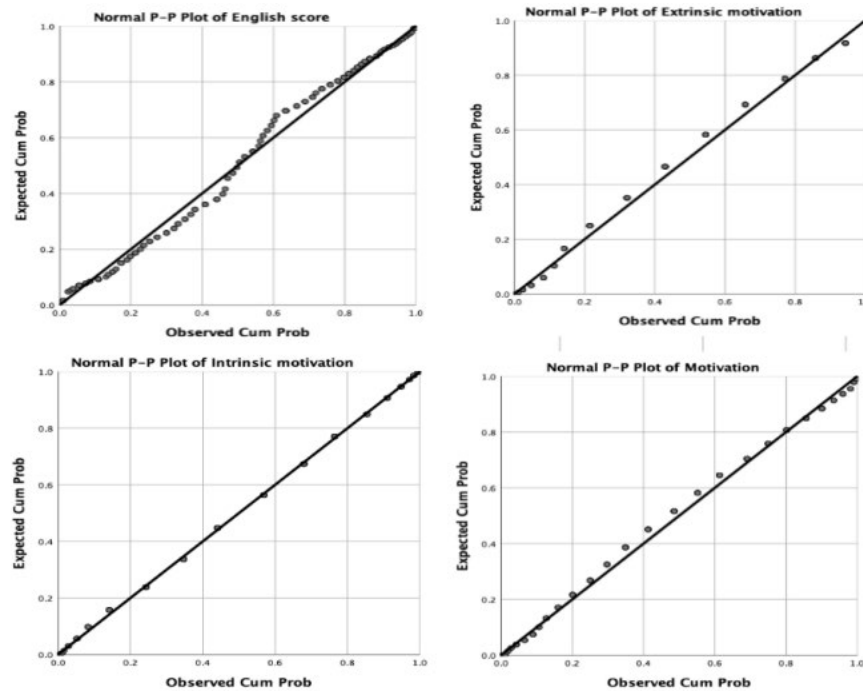 Normal P-P Plot of English score
Expected Cum Prob
1.0
0.8
0.6
0.4
0.2
0.0
0.0 0.2 0.4 0.6 0.8 1.0
Observed Cum Prob
Normal P-P Plot of Extrinsic motivation
Expected Cum Prob
1.0
0.8
0.6
0.4
0.2
0.0
0.0 0.2 0.4 0.6 0.8 1
Observed Cum Prob
Normal P-P Plot of Intrinsic motivation
Expected Cum Prob
1.0
0.8
0.6
0.4
0.2
0.0
0.0 0.2 0.4 0.6 0.8 1.0
Observed Cum Prob
Normal P-P Plot of Motivation
Expected Cum Prob
1.0
0.8
0.6
0.4
0.2
0.0
0.0 0.2 0.4 0.6 0.8 1.0
Observed Cum Prob